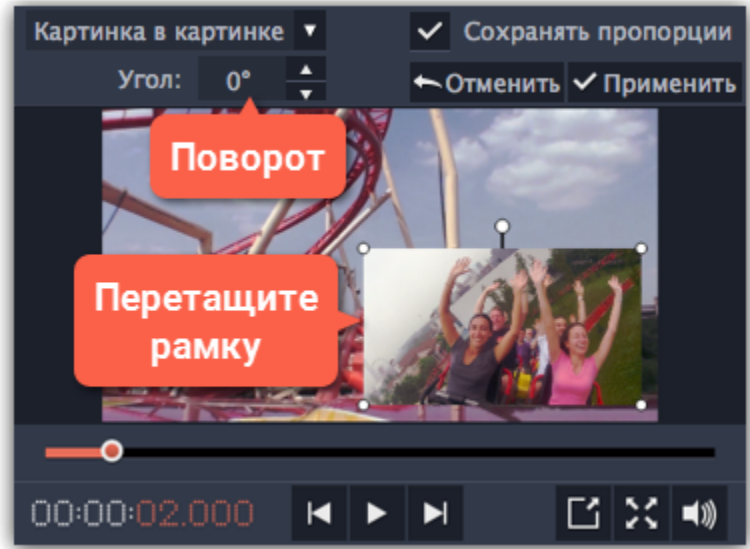 Картинка в картинке
Сохранять пропорции
Угол: 0°
Отменить
Применить
Поворот
Перетащите
рамку
00:00:02.000